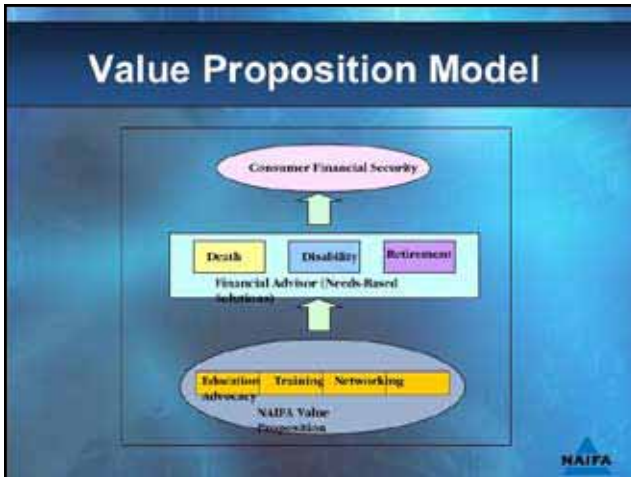 Value Proposition Model
Consumer Financial Security
Death Disability Retirement
Financial Advisor (Needs-Based
Solutions)
Education Training Networking
Advocacy
NAIFA Value
Proposition
NAIFA